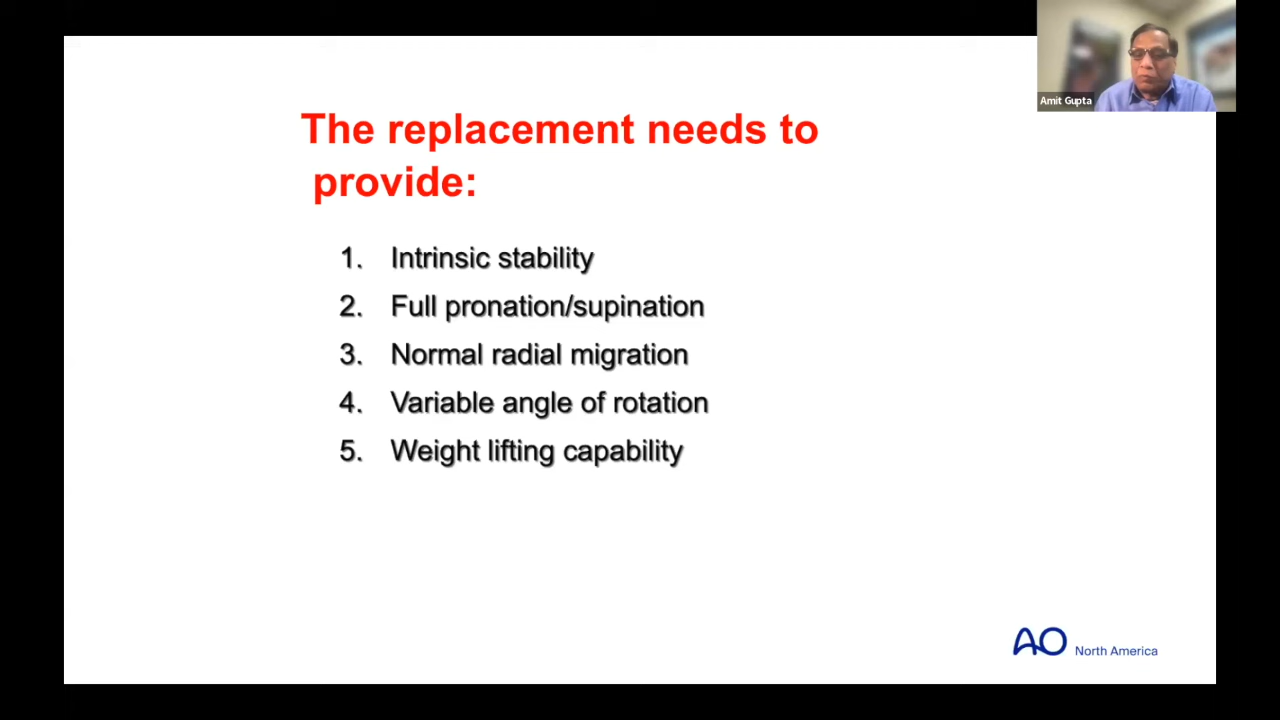 Amit Gupta
The replacement needs to
provide:
1. Intrinsic stability
2. Full pronation/supination
3. Normal radial migration
4. Variable angle of rotation
5. Weight lifting capability
AO North America